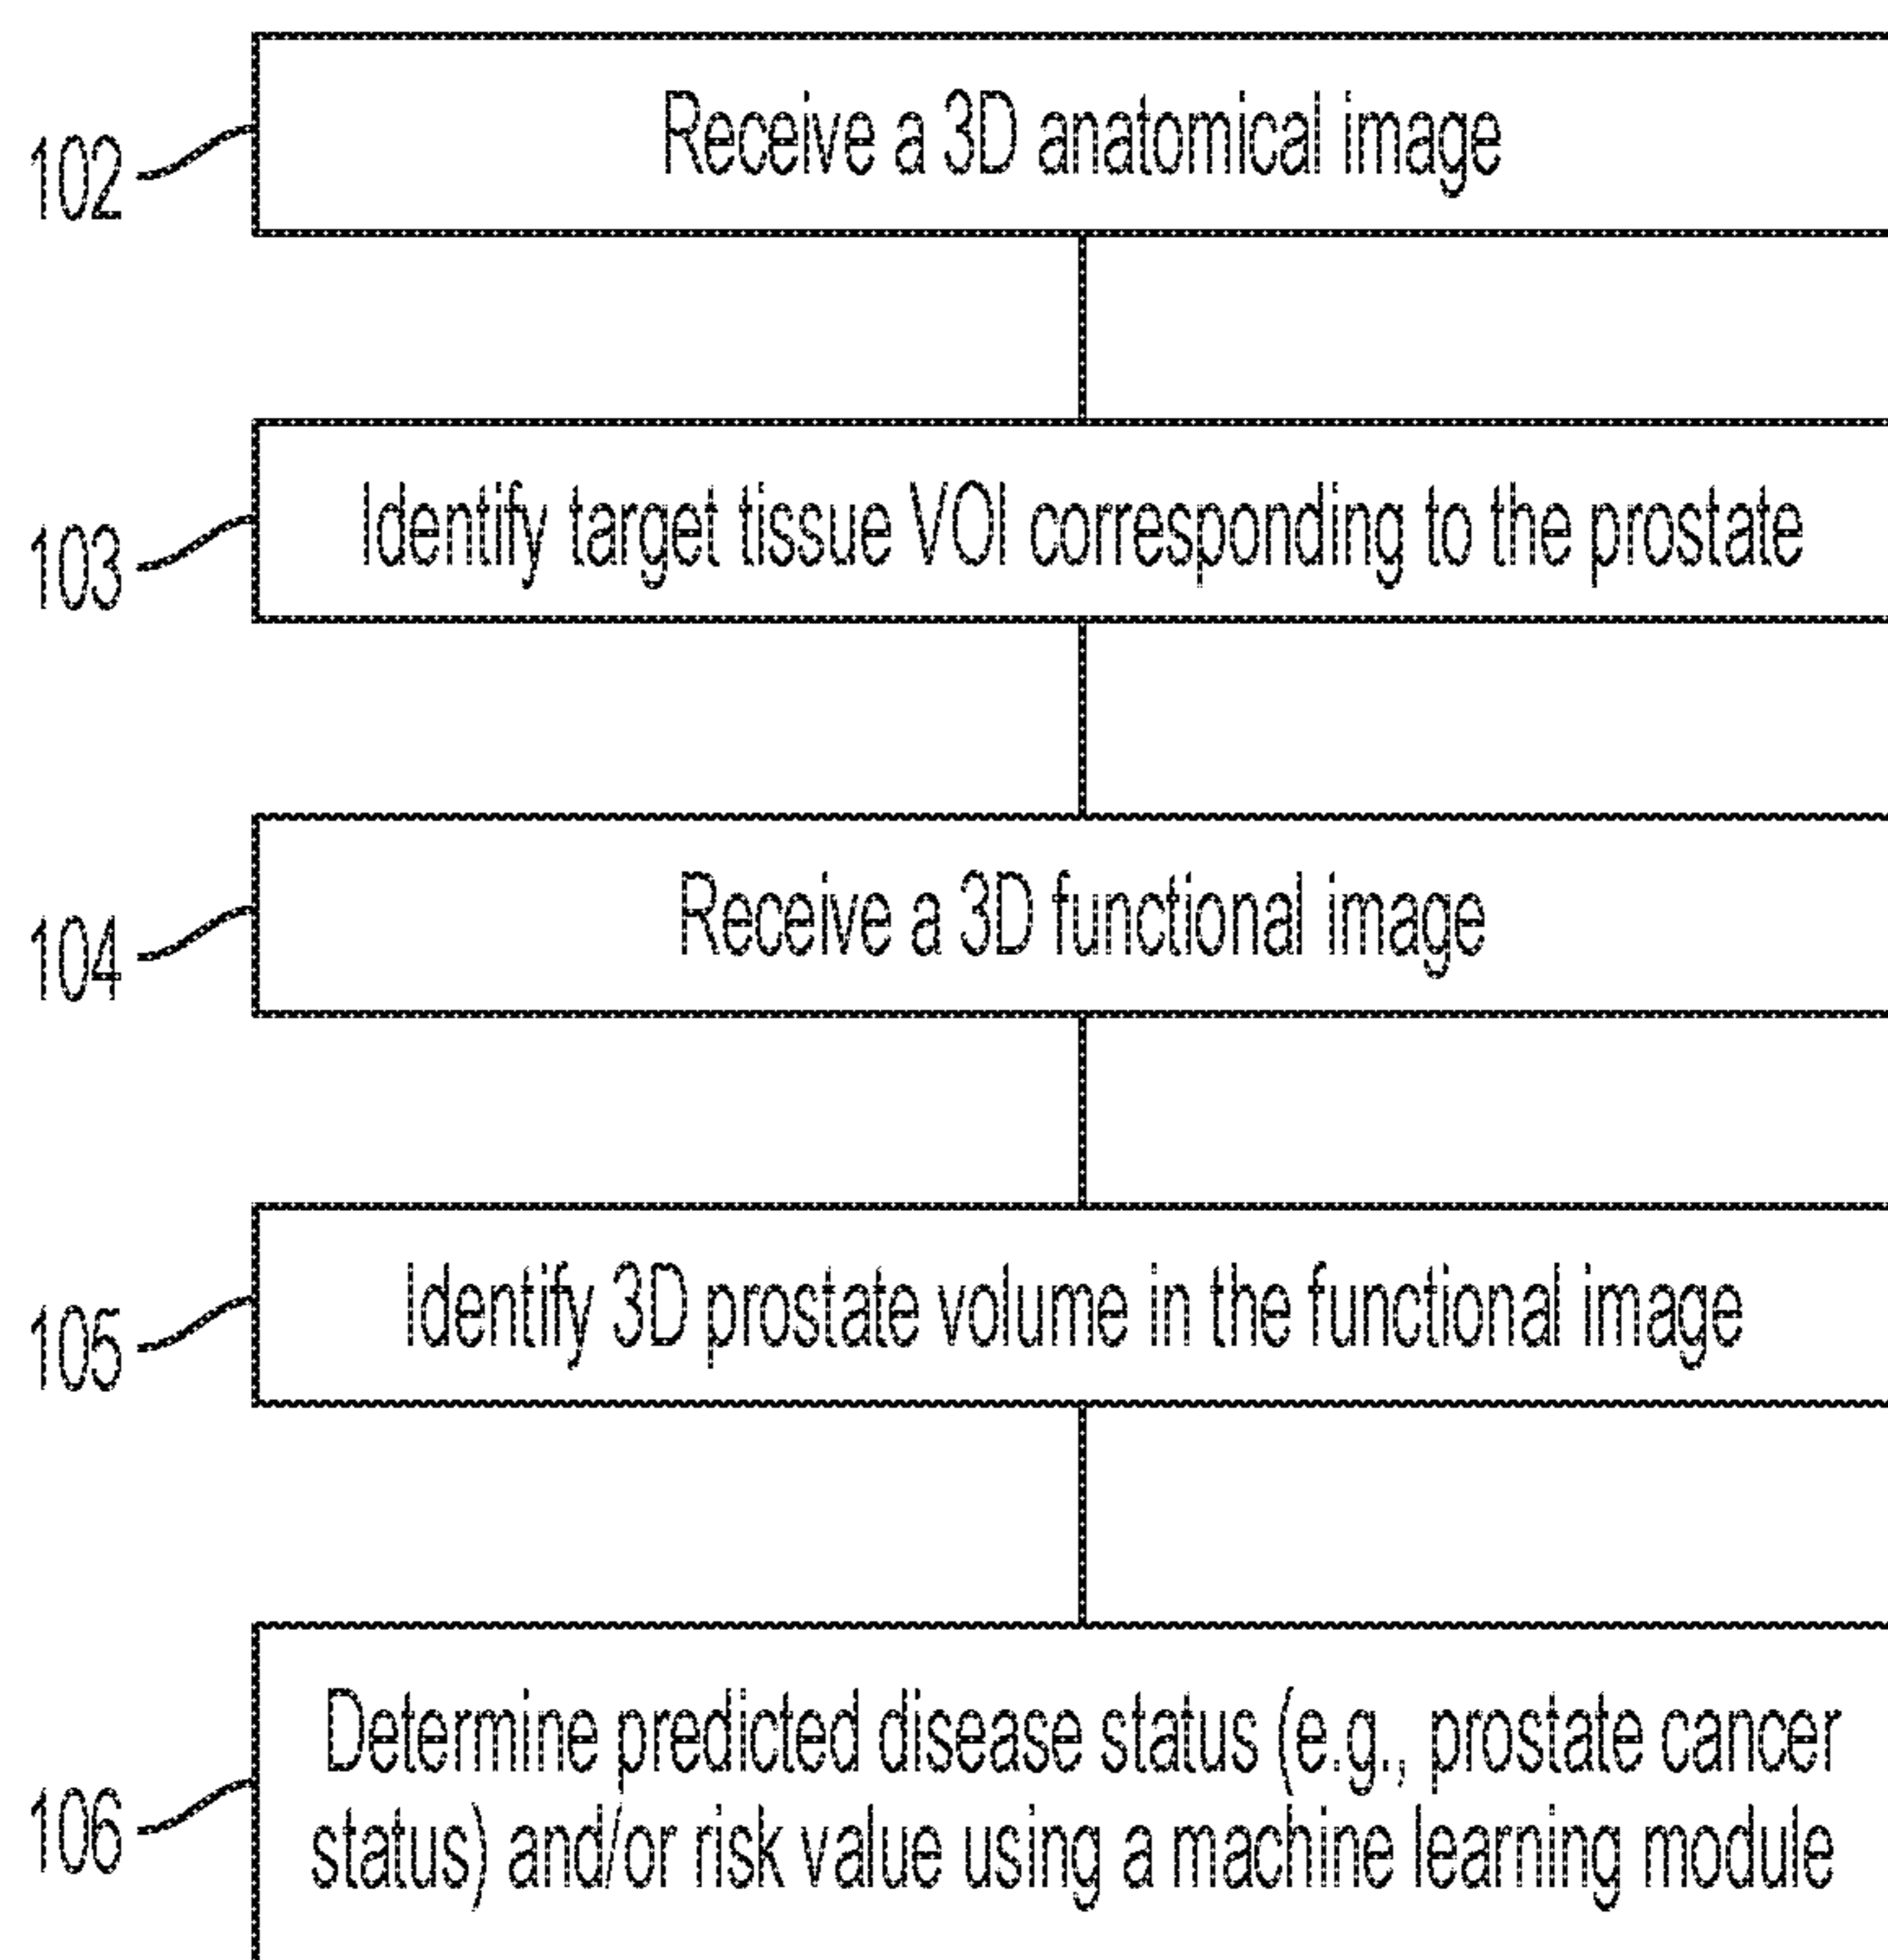 102
Receive a 3D anatomical image
103
Identify target tissue VOI corresponding to the prostate
104
Receive a 3D functional image
105
Identify 3D prostate volume in the functional image
106
Determine predicted disease status (e.g., prostate cancer
status) and/or risk value using a machine learning module